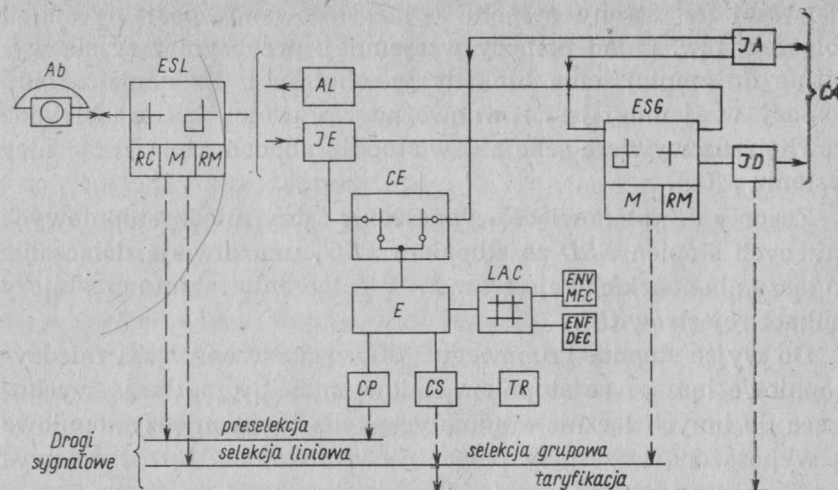 Ab
ESL
RC M RM
AL
JE
CE
E
LAC
ENV
MFC
ENF
DEC
ESG
M RM
JA
JD
CP
CS
TR
Drogi
sygnałowe
preselekcja
selekcja liniowa
selekcja grupowa
taryfikacja